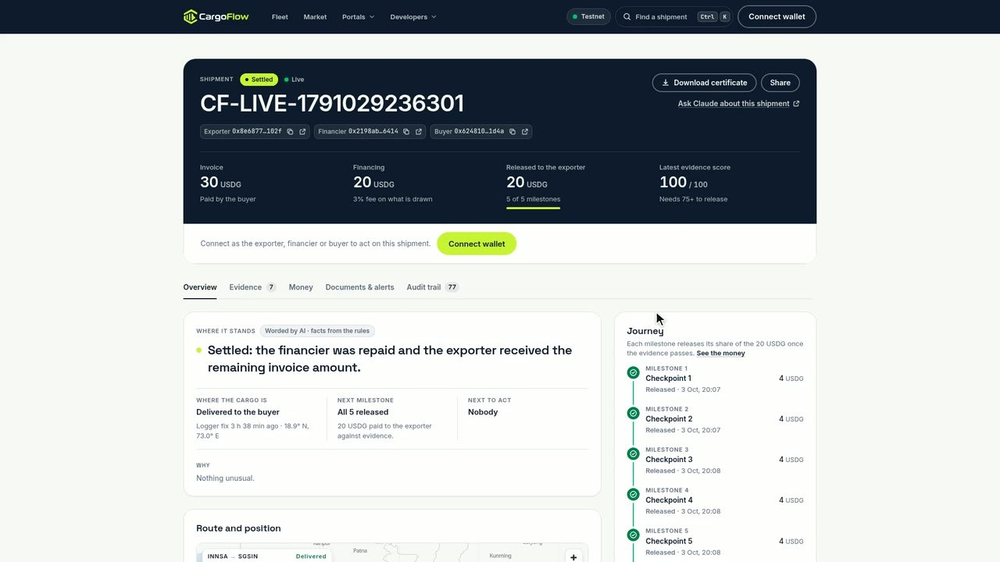 CargoFlow Fleet Market Portals Developers Testnet Find a shipment Ctrl K Connect wallet
SHIPMENT Settled Live
Download certificate Share
CF-LIVE-1791029236301
Ask Claude about this shipment
Exporter 0x8e6877…102f Financier 0x2198ab…6414 Buyer 0x624810…1d4a
Invoice Financing Released to the exporter Latest evidence score
30 USDG 20 USDG 20 USDG 100 / 100
Paid by the buyer 3% fee on what is drawn 5 of 5 milestones Needs 75+ to release
Connect as the exporter, financier or buyer to act on this shipment. Connect wallet
Overview Evidence 7 Money Documents & alerts Audit trail 77
WHERE IT STANDS Worded by AI · facts from the rules
Settled: the financier was repaid and the exporter received the
remaining invoice amount.
WHERE THE CARGO IS
Delivered to the buyer
Logger fix 3 h 38 min ago · 18.9° N,
73.0° E
NEXT MILESTONE
All 5 released
20 USDG paid to the exporter
against evidence.
NEXT TO ACT
Nobody
WHY
Nothing unusual.
Route and position
INNSA → SGSIN Delivered
Patna
Kunming
+
Journey
Each milestone releases its share of the 20 USDG once
the evidence passes. See the money
MILESTONE 1
Checkpoint 1 4 USDG
Released · 3 Oct, 20:07
MILESTONE 2
Checkpoint 2 4 USDG
Released · 3 Oct, 20:07
MILESTONE 3
Checkpoint 3 4 USDG
Released · 3 Oct, 20:08
MILESTONE 4
Checkpoint 4 4 USDG
Released · 3 Oct, 20:08
MILESTONE 5
Checkpoint 5 4 USDG
Released · 3 Oct, 20:08